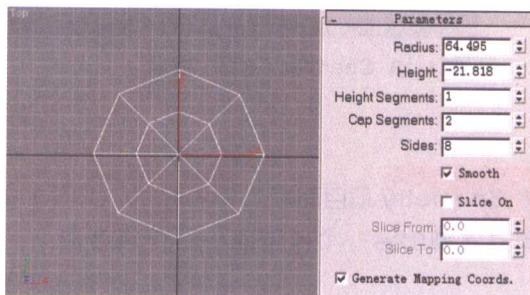 Top
- Parameters
Radius: 64.495
Height: -21.818
Height Segments: 1
Cap Segments: 2
Sides: 8
Smooth
Slice On
Slice From: 0.0
Slice To: 0.0
Generate Mapping Coords.